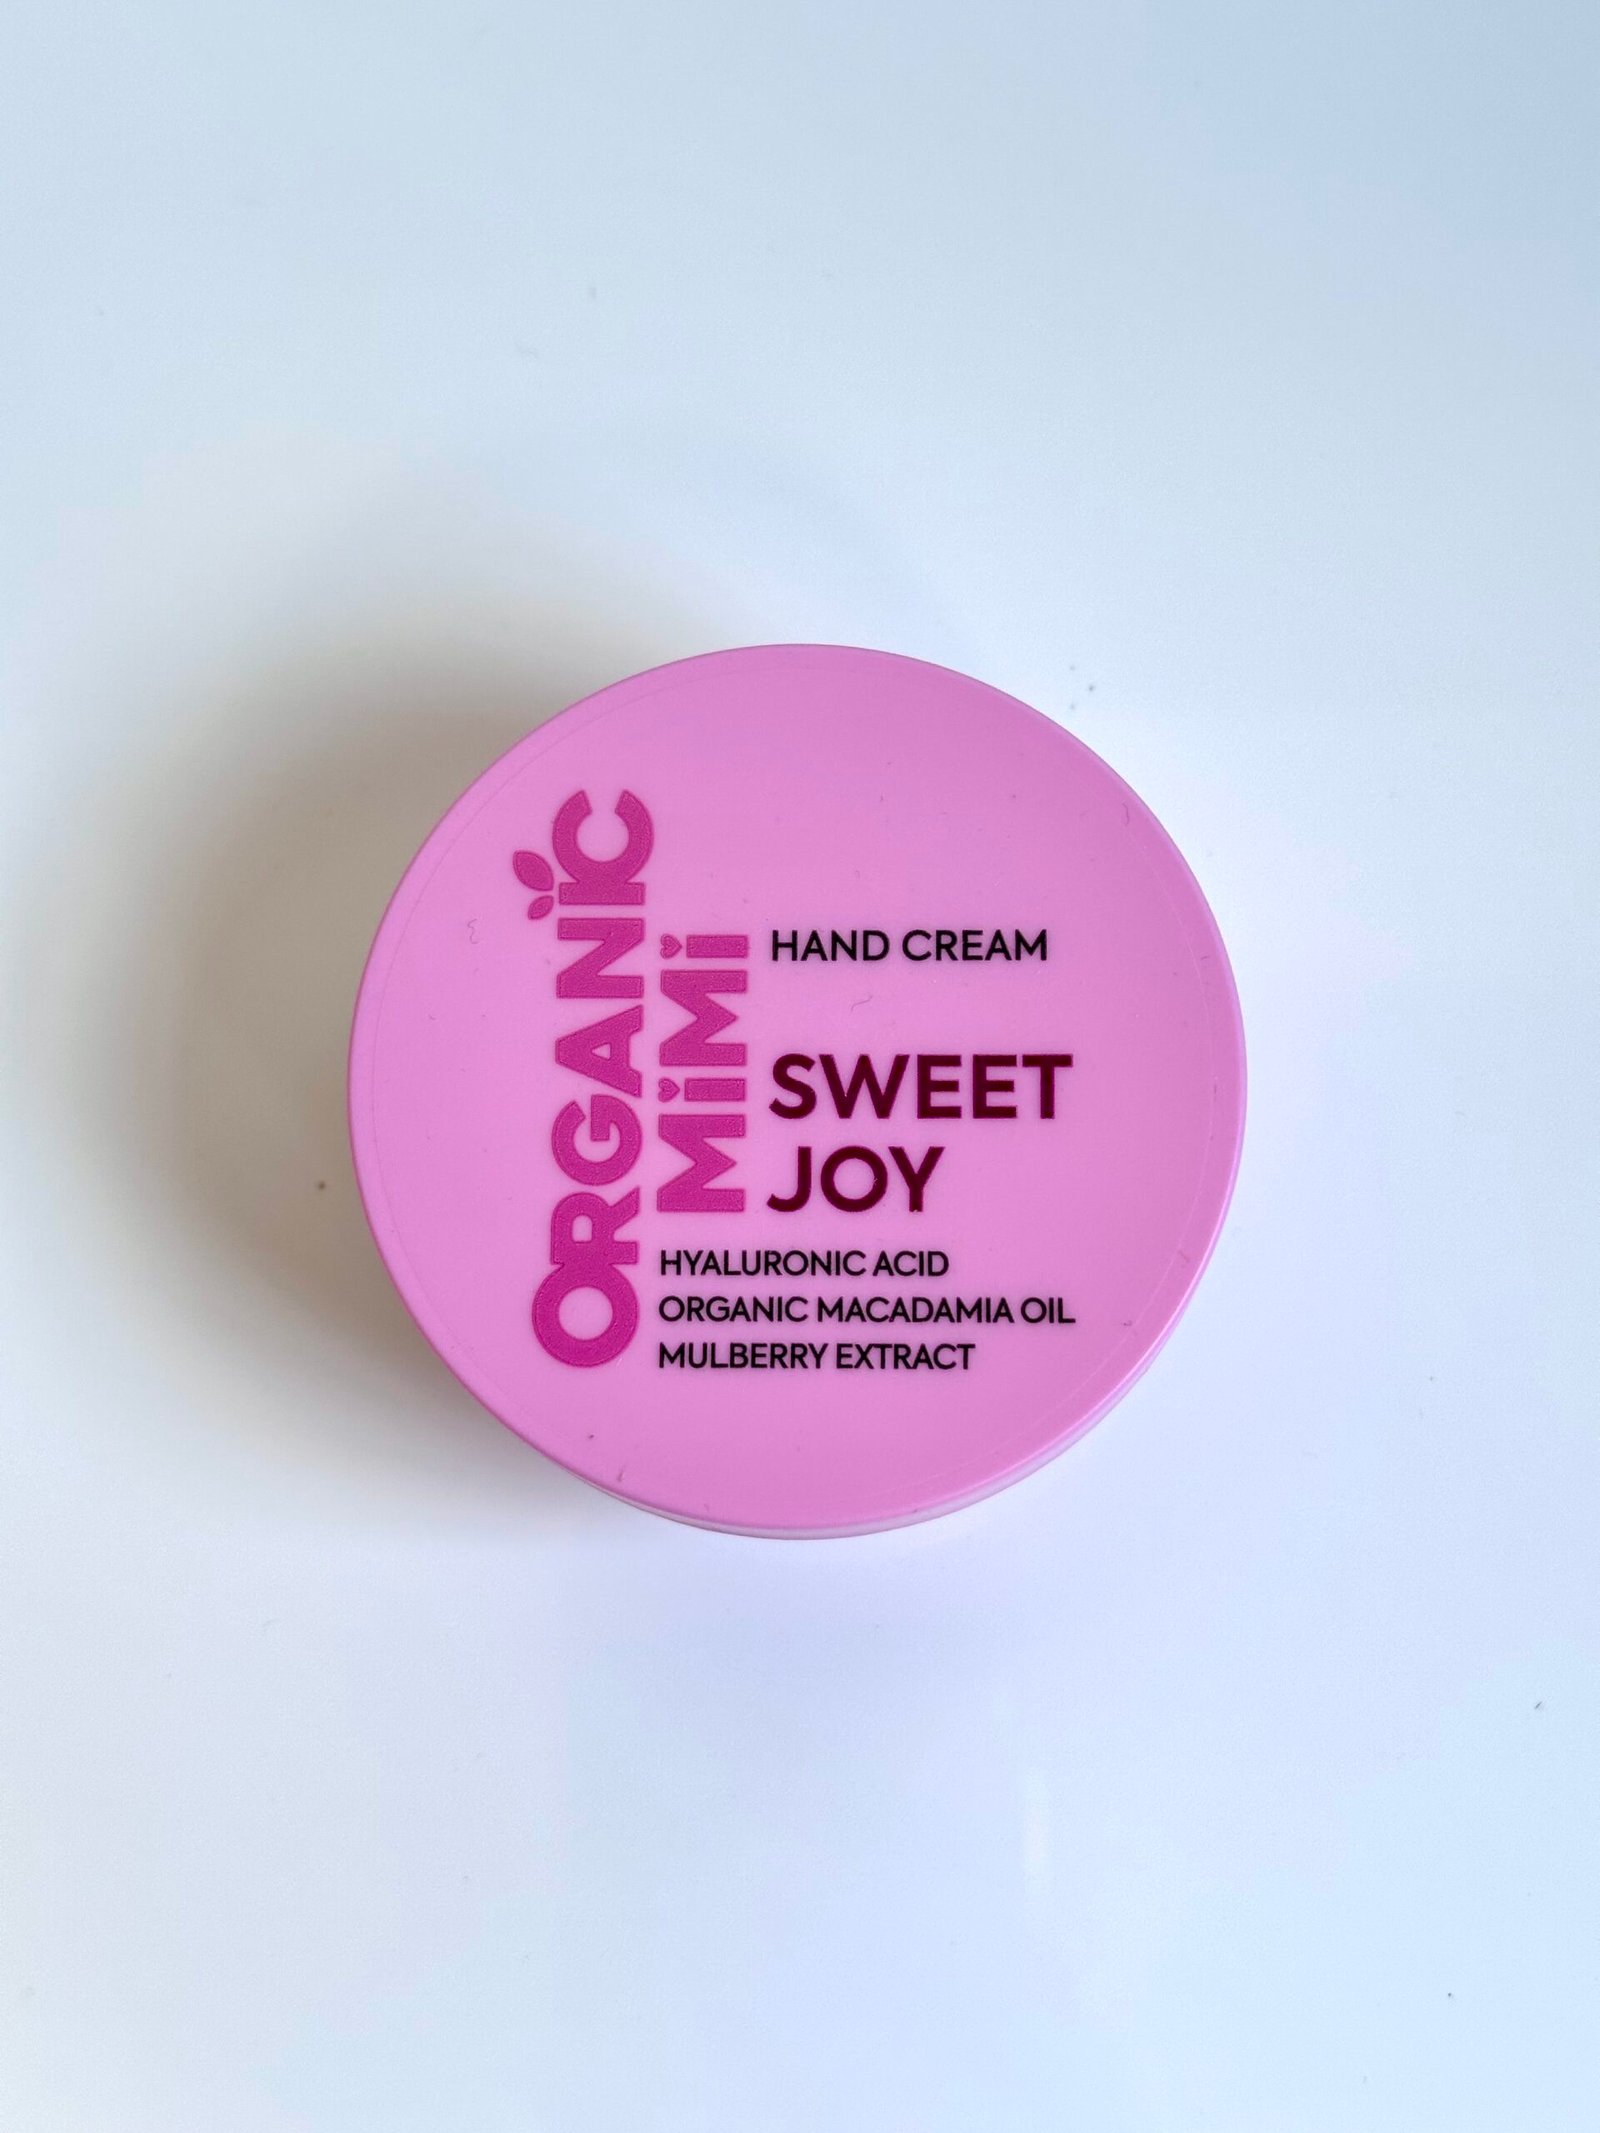 ORGANIC
MiMi
HAND CREAM
SWEET
JOY
HYALURONIC ACID
ORGANIC MACADAMIA OIL
MULBERRY EXTRACT